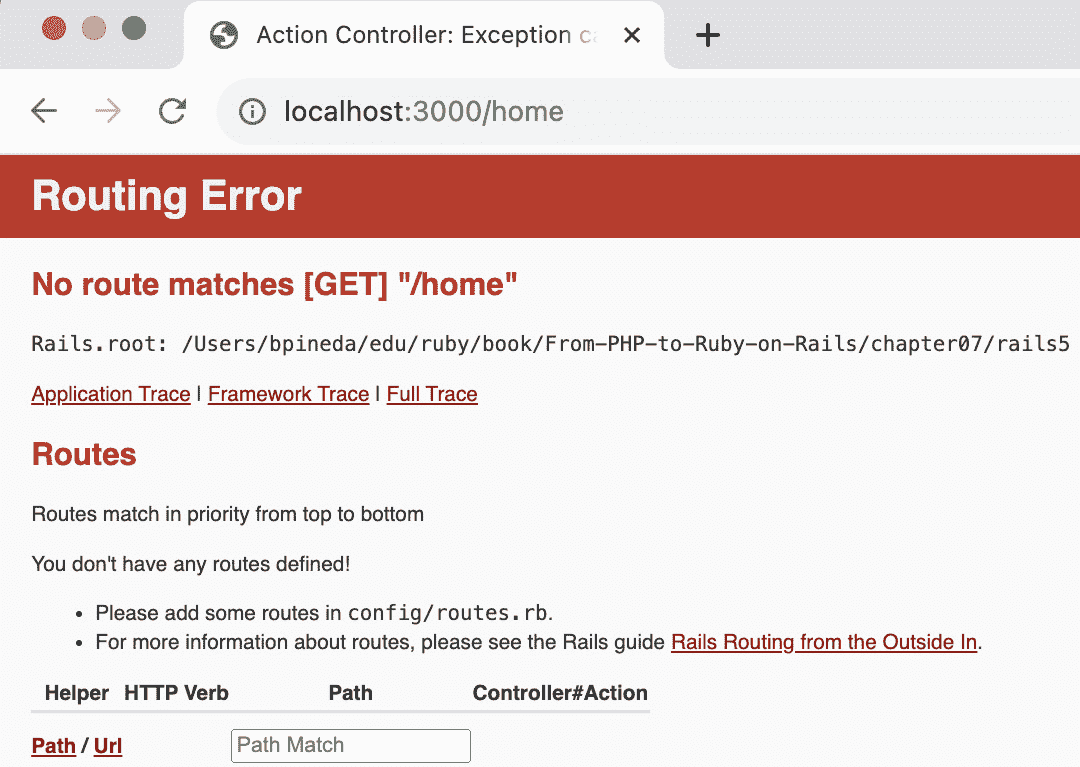 Action Controller: Exception ca
localhost:3000/home
Routing Error
No route matches [GET] "/home"
Rails.root: /Users/bpineda/edu/ruby/book/From-PHP-to-Ruby-on-Rails/chapter07/rails5
Application Trace | Framework Trace | Full Trace
Routes
Routes match in priority from top to bottom
You don't have any routes defined!
• Please add some routes in config/routes.rb.
• For more information about routes, please see the Rails guide Rails Routing from the Outside In.
Helper HTTP Verb Path Controller#Action
Path / Url Path Match